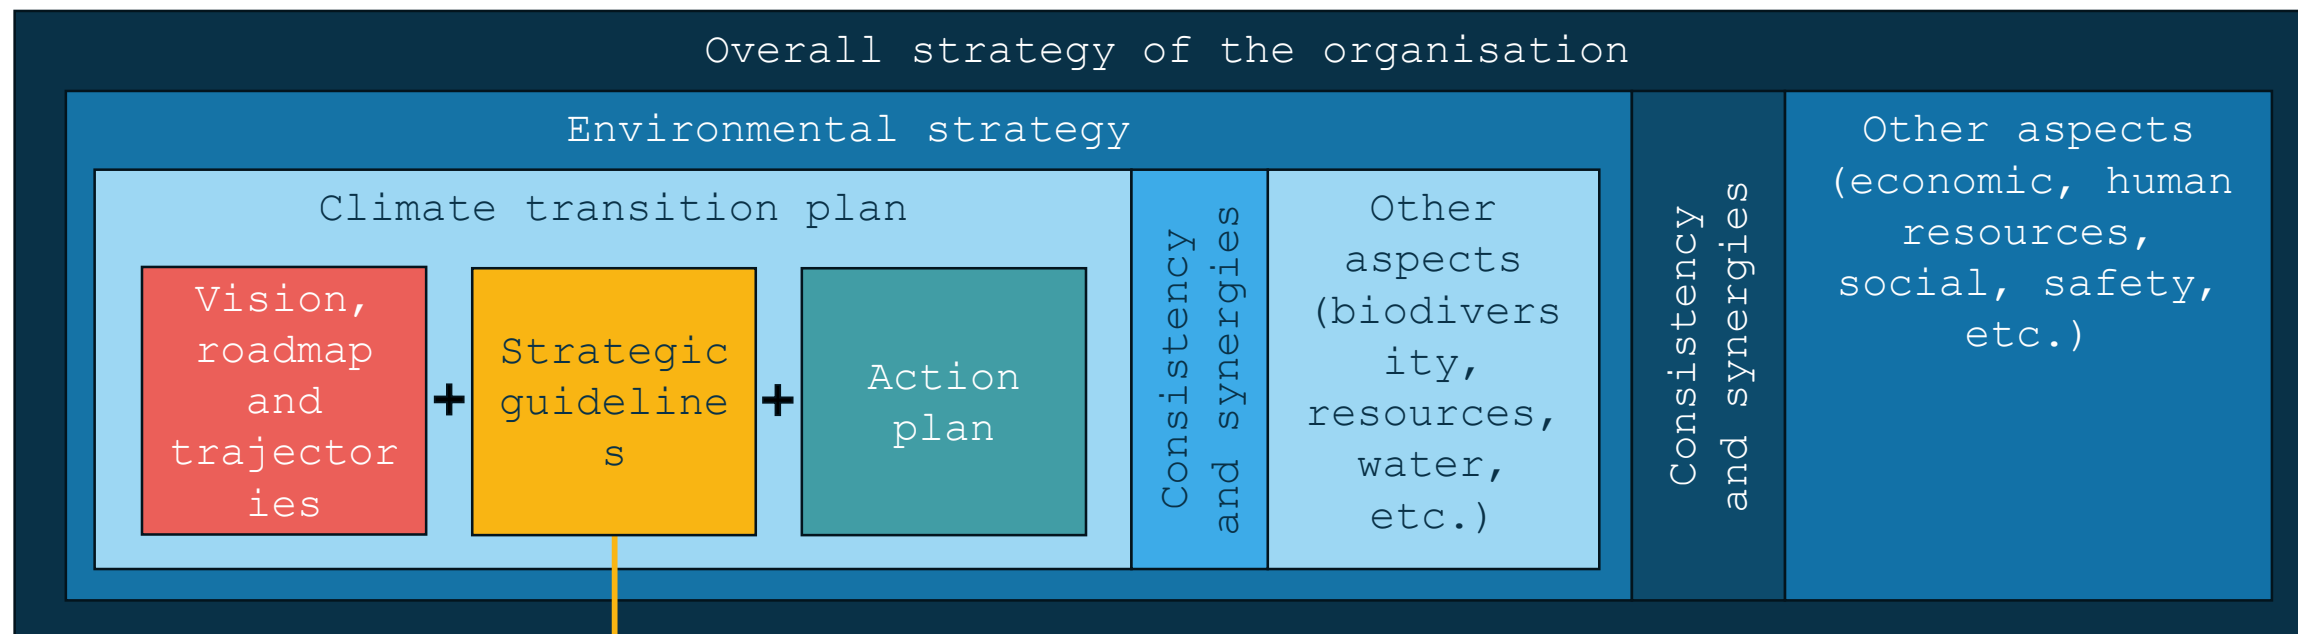 Overall strategy of the organisation
Environmental strategy
Climate transition plan
Vision,
roadmap
and
trajector
ies
+
Strategic
guideline
s
+
Action
plan
Consistency
and synergies
Other
aspects
(biodivers
ity,
resources,
water,
etc.)
Consistency
and synergies
Other aspects
(economic, human
resources,
social, safety,
etc.)